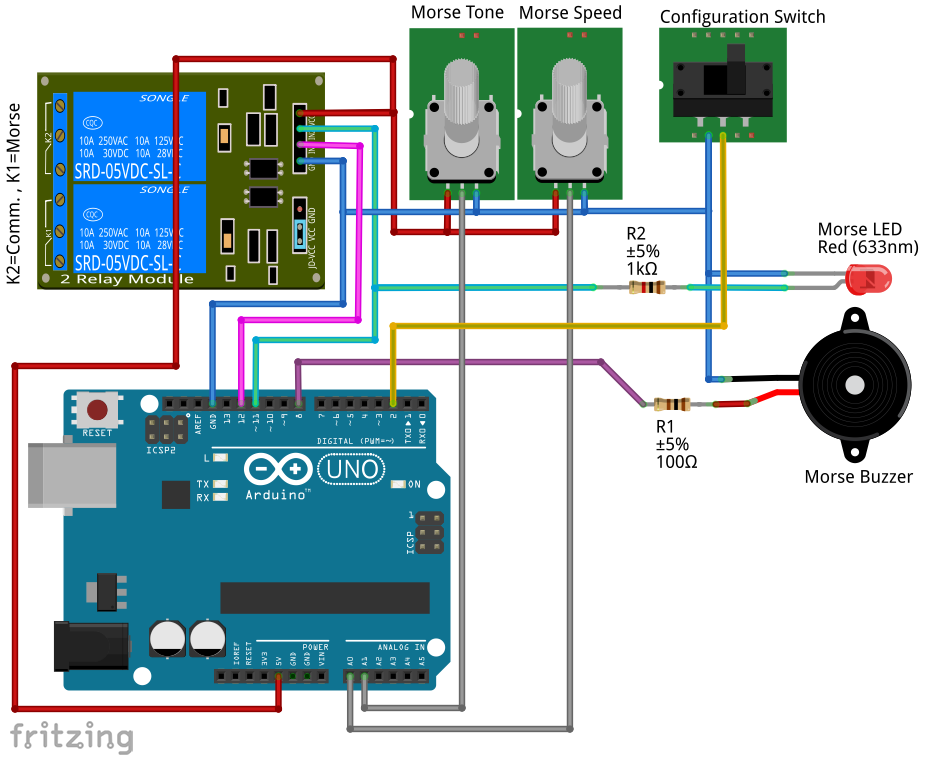 Morse Tone
Morse Speed
Configuration Switch
K2=Comm. , K1=Morse
K2
K1
SONGLE
CQC
10A 250VAC 10A 125VAC
10A 30VDC 10A 28VDC
SRD-05VDC-SL-C
SONGLE
CQC
10A 250VAC 10A 125VAC
10A 30VDC 10A 28VDC
SRD-05VDC-SL-C
2 Relay Module
GND IN1 IN2 VCC
JD-VCC VCC GND
R2
±5%
1kΩ
Morse LED
Red (633nm)
R1
±5%
100Ω
Morse Buzzer
RESET
ICSP2
AREF
GND
13
12
~11
~10
~9
8
7
~6
~5
4
~3
2
TX0 1
RX0 0
DIGITAL (PWM=~)
L
TX
RX
Arduino™
UNO
ON
1
ICSP
POWER
ANALOG IN
IOREF
RESET
3V3
5V
GND
GND
VIN
A0
A1
A2
A3
A4
A5
fritzing